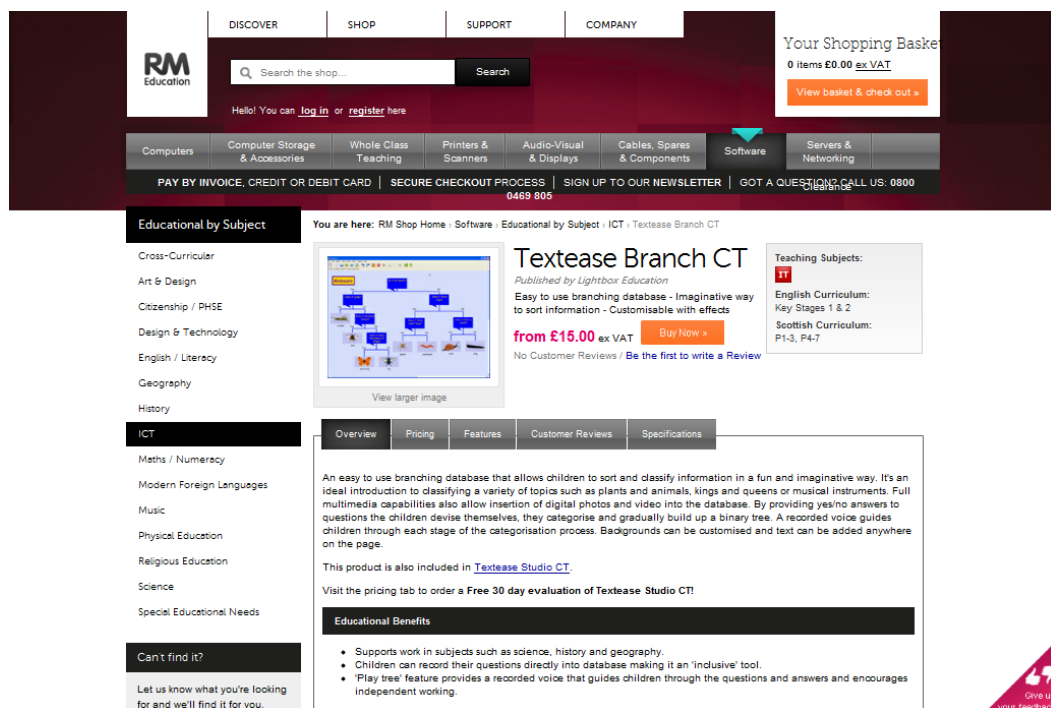 DISCOVER
SHOP
SUPPORT
COMPANY
RM
Education
Search the shop...
Search
Hello! You can log in or register here
Your Shopping Basket
0 items £0.00 ex VAT
View basket & check out »
Computers
Computer Storage
& Accessories
Whole Class
Teaching
Printers &
Scanners
Audio-Visual
& Displays
Cables, Spares
& Components
Software
Servers &
Networking
Clearance
PAY BY INVOICE, CREDIT OR DEBIT CARD | SECURE CHECKOUT PROCESS | SIGN UP TO OUR NEWSLETTER | GOT A QUESTION? CALL US: 0800
0469 805
Educational by Subject
Cross-Curricular
Art & Design
Citizenship / PHSE
Design & Technology
English / Literacy
Geography
History
ICT
Maths / Numeracy
Modern Foreign Languages
Music
Physical Education
Religious Education
Science
Special Educational Needs
Can't find it?
Let us know what you're looking
for and we'll find it for you.
You are here: RM Shop Home › Software › Educational by Subject › ICT › Textease Branch CT
View larger image
Textease Branch CT
Published by Lightbox Education
Easy to use branching database - Imaginative way
to sort information - Customisable with effects
from £15.00 ex VAT
Buy Now »
No Customer Reviews / Be the first to write a Review
Teaching Subjects:
IT
English Curriculum:
Key Stages 1 & 2
Scottish Curriculum:
P1-3, P4-7
Overview
Pricing
Features
Customer Reviews
Specifications
An easy to use branching database that allows children to sort and classify information in a fun and imaginative way. It's an
ideal introduction to classifying a variety of topics such as plants and animals, kings and queens or musical instruments. Full
multimedia capabilities also allow insertion of digital photos and video into the database. By providing yes/no answers to
questions the children devise themselves, they categorise and gradually build up a binary tree. A recorded voice guides
children through each stage of the categorisation process. Backgrounds can be customised and text can be added anywhere
on the page.
This product is also included in Textease Studio CT.
Visit the pricing tab to order a Free 30 day evaluation of Textease Studio CT!
Educational Benefits
• Supports work in subjects such as science, history and geography.
• Children can record their questions directly into database making it an 'inclusive' tool.
• 'Play tree' feature provides a recorded voice that guides children through the questions and answers and encourages
independent working.
Give u
your feedbac